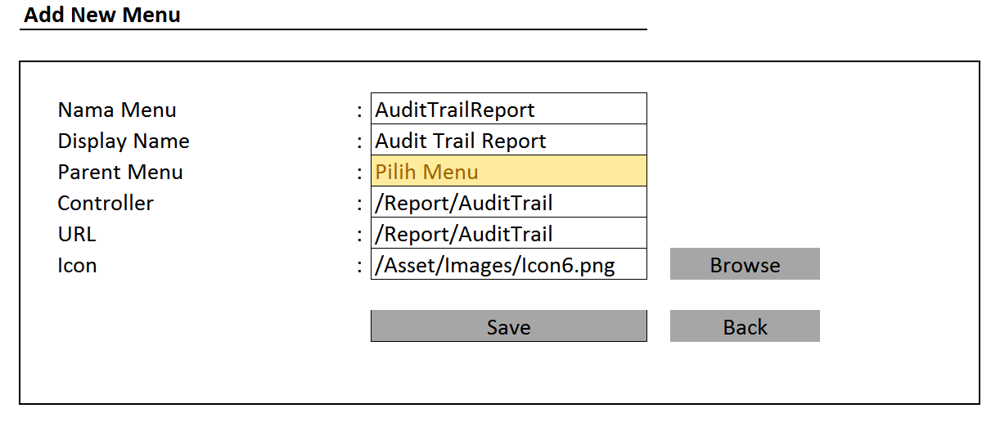 Add New Menu
Nama Menu : AuditTrailReport
Display Name : Audit Trail Report
Parent Menu : Pilih Menu
Controller : /Report/AuditTrail
URL : /Report/AuditTrail
Icon : /Asset/Images/Icon6.png Browse
Save Back